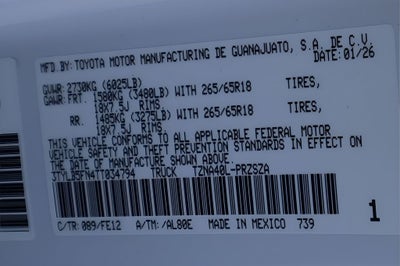 MFD.BY:TOYOTA MOTOR MANUFACTURING DE GUANAJUATO, S.A. DE C.V.
DATE: 01/26
GVWR:2730KG (6025LB)
GAWR:FRT. 1580KG (3480LB) WITH 265/65R18 TIRES,
18X7.5J RIMS
RR. 1485KG (3275LB) WITH 265/65R18 TIRES,
18X7.5J RIMS
THIS VEHICLE CONFORMS TO ALL APPLICABLE FEDERAL MOTOR
VEHICLE SAFETY AND THEFT PREVENTION STANDARDS IN EFFECT ON
THE DATE OF MANUFACTURE SHOWN ABOVE.
3TYLB5FN4TT034794 TRUCK TZNA40L-PRZSZA
C/TR: 089/FE12 A/TM: /AL80E MADE IN MEXICO 739
1